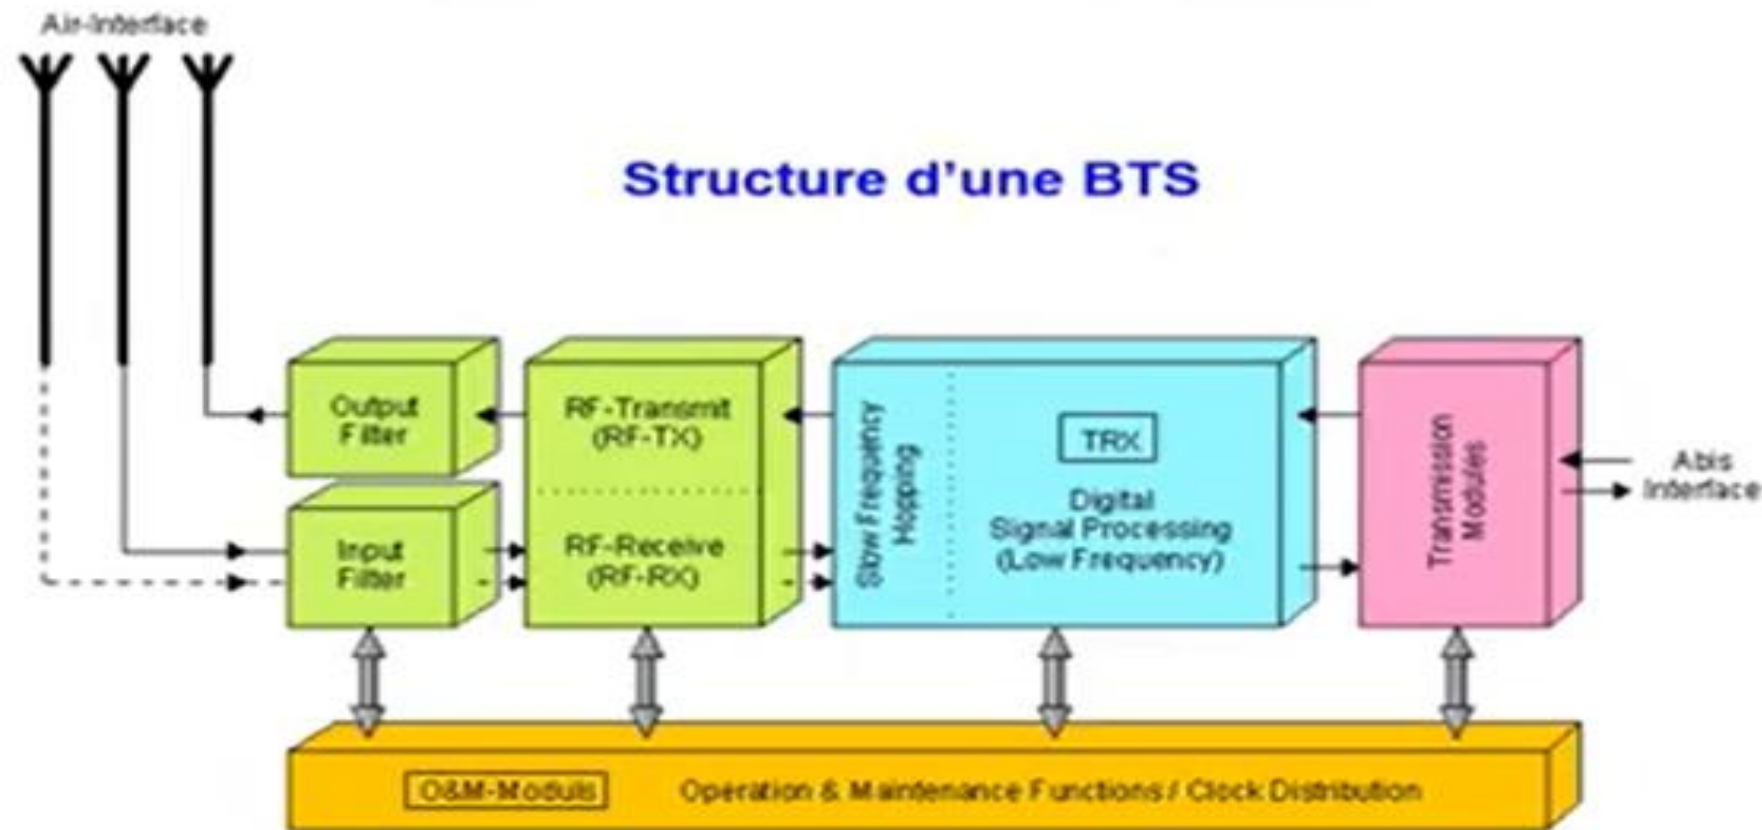 Air-Interface
Structure d'une BTS
Output
Filter
RF-Transmit
(RF-TX)
Input
Filter
RF-Receive
(RF-RX)
Slow Frequency
Hopping
TRX
Digital
Signal Processing
(Low Frequency)
Transmission
Modules
Abis
Interface
O&M-Moduls
Operation & Maintenance Functions / Clock Distribution